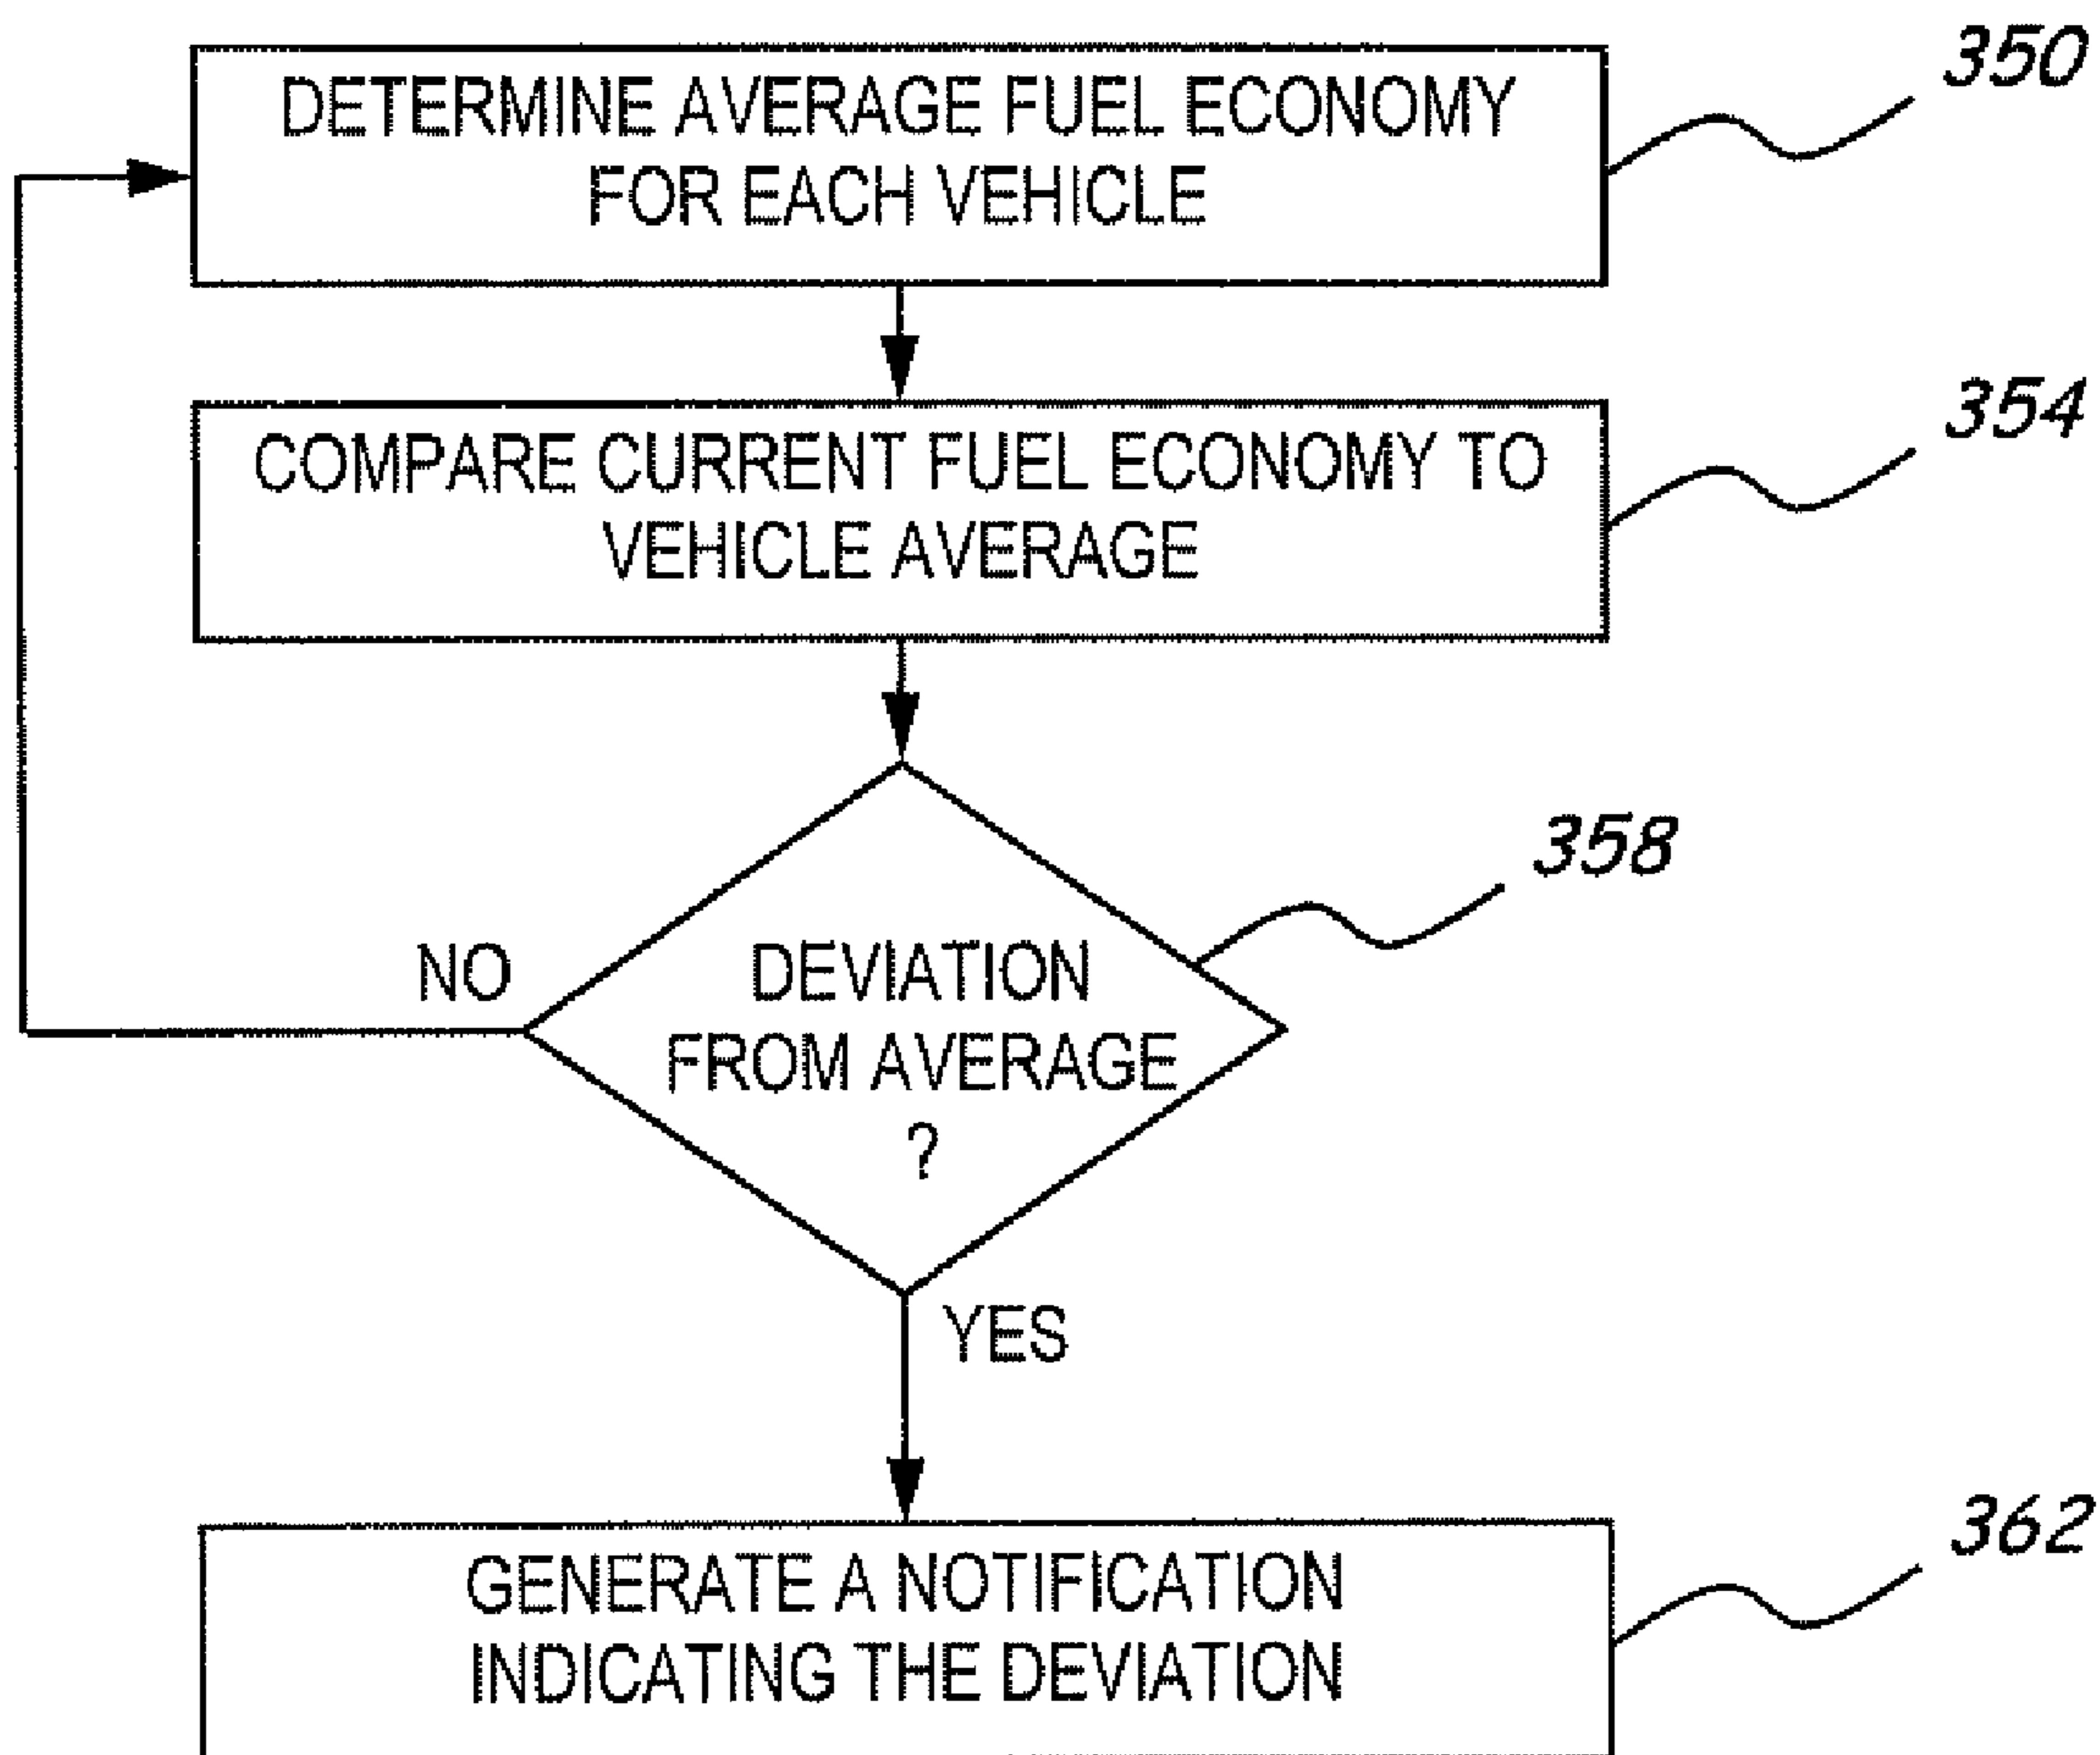 350
DETERMINE AVERAGE FUEL ECONOMY
FOR EACH VEHICLE
354
COMPARE CURRENT FUEL ECONOMY TO
VEHICLE AVERAGE
358
NO
DEVIATION
FROM AVERAGE
?
YES
362
GENERATE A NOTIFICATION
INDICATING THE DEVIATION